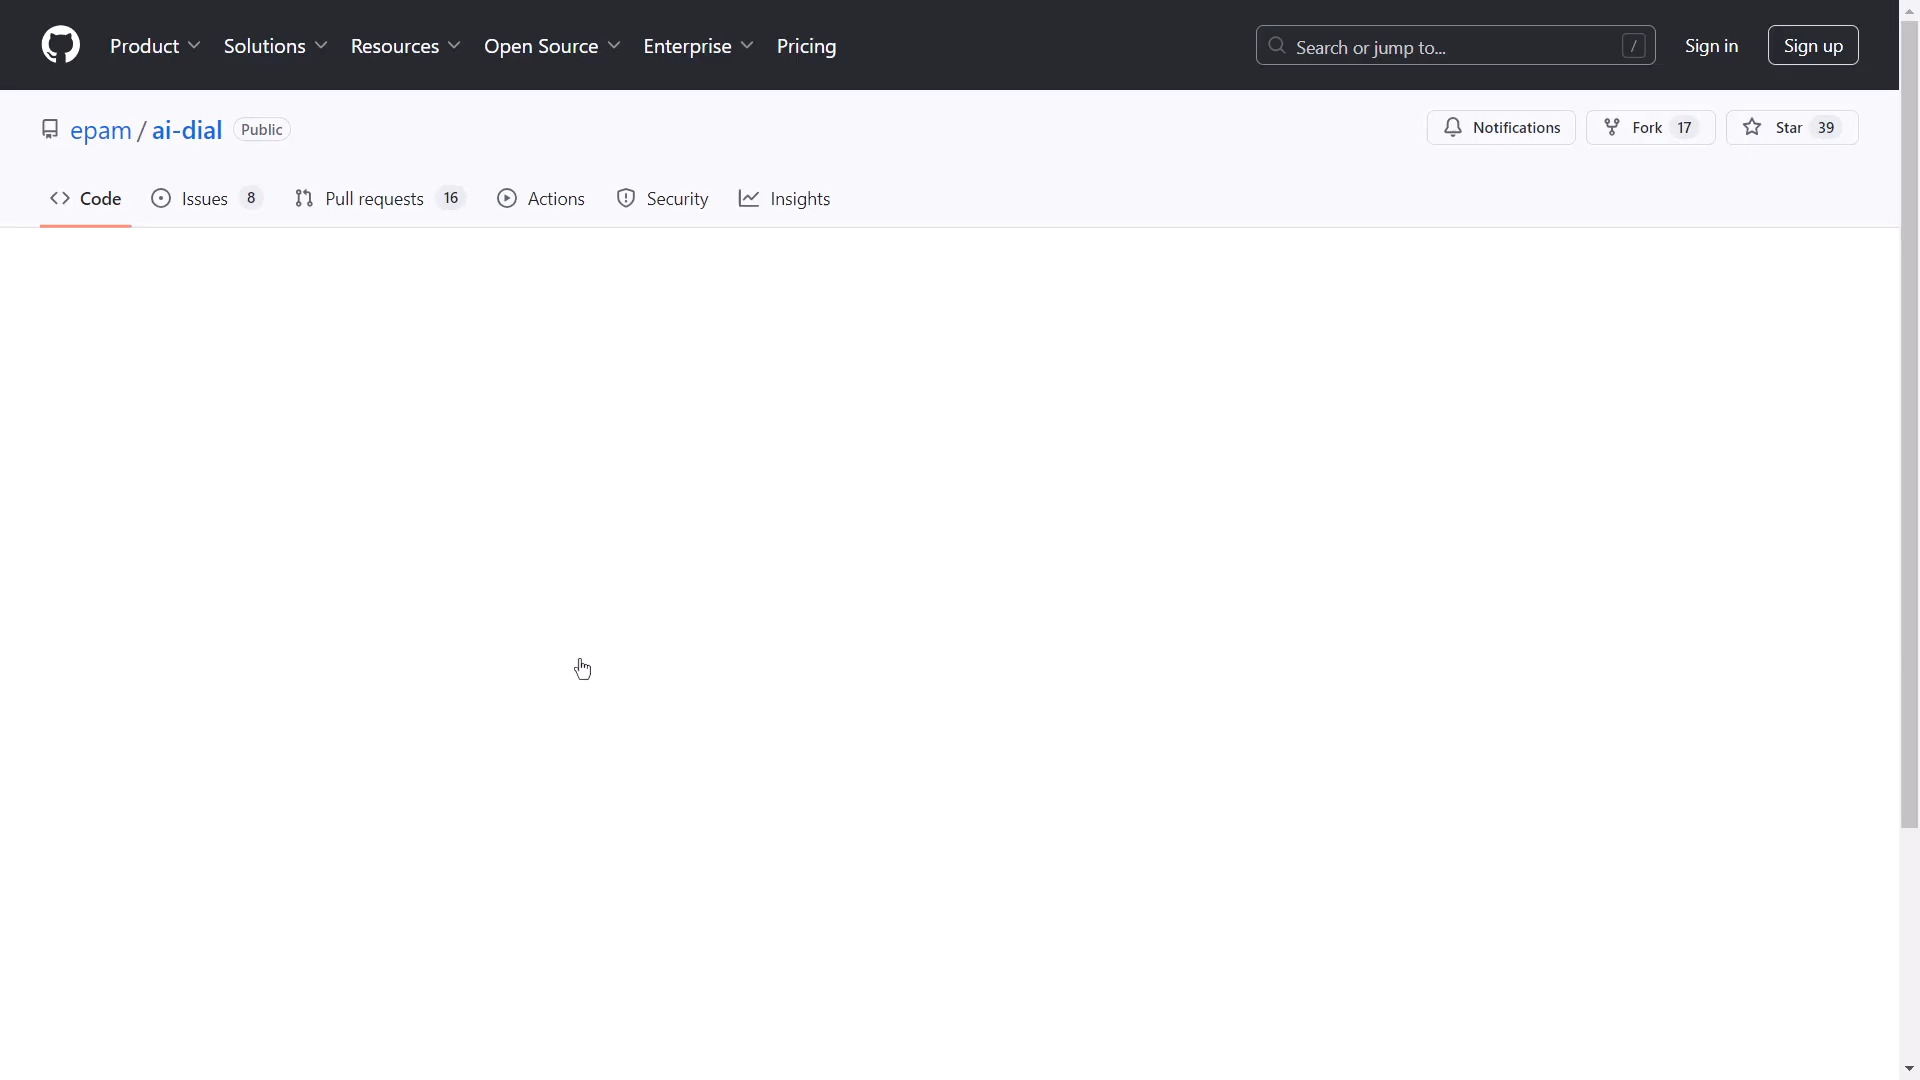 Product Solutions Resources Open Source Enterprise Pricing Search or jump to... / Sign in Sign up
epam / ai-dial Public Notifications Fork 17 Star 39
Code Issues 8 Pull requests 16 Actions Security Insights